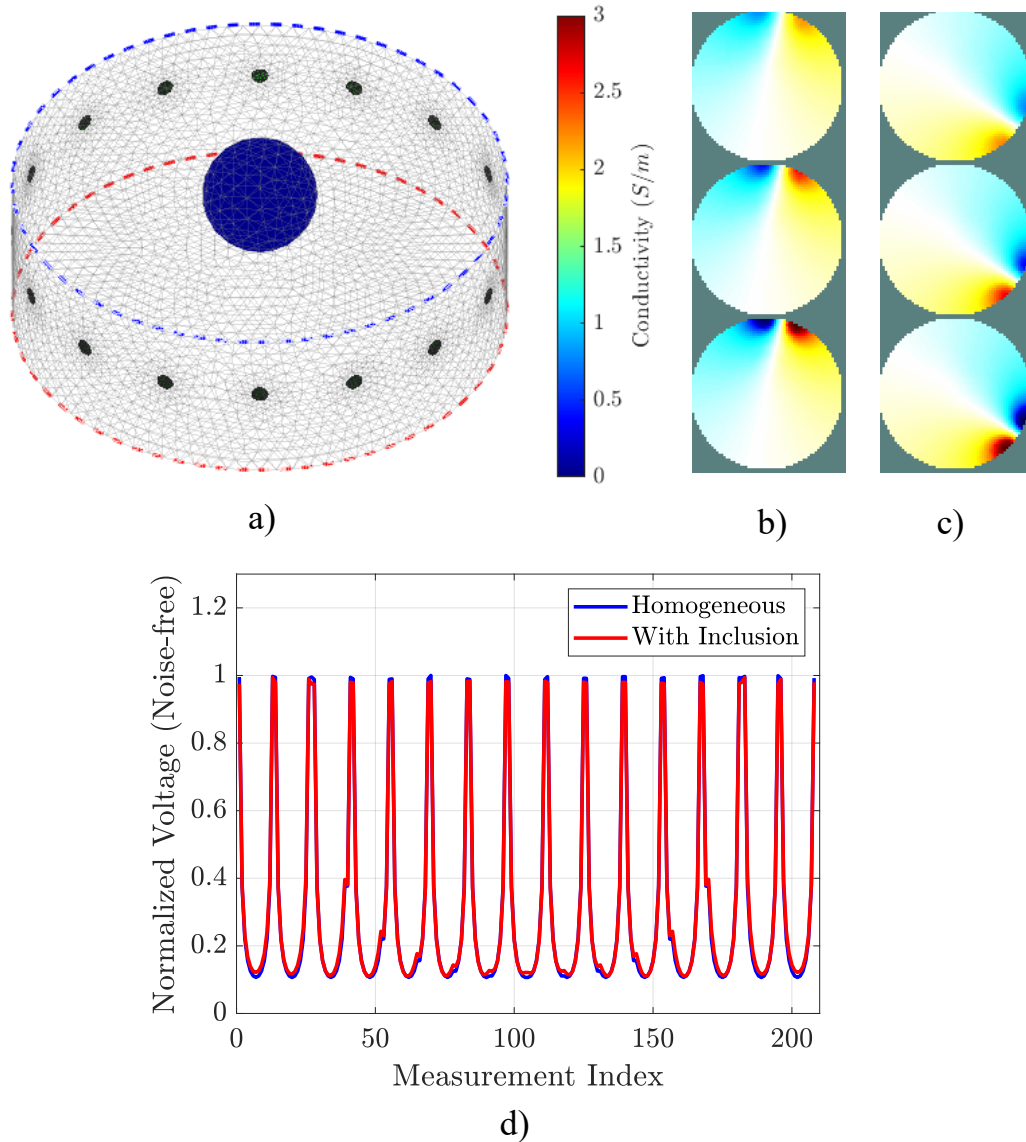 3
2.5
2
1.5
1
0.5
0
Conductivity (S/m)
a)
b)
c)
Normalized Voltage (Noise-free)
1.2
1
0.8
0.6
0.4
0.2
0
Homogeneous
With Inclusion
0 50 100 150 200
Measurement Index
d)